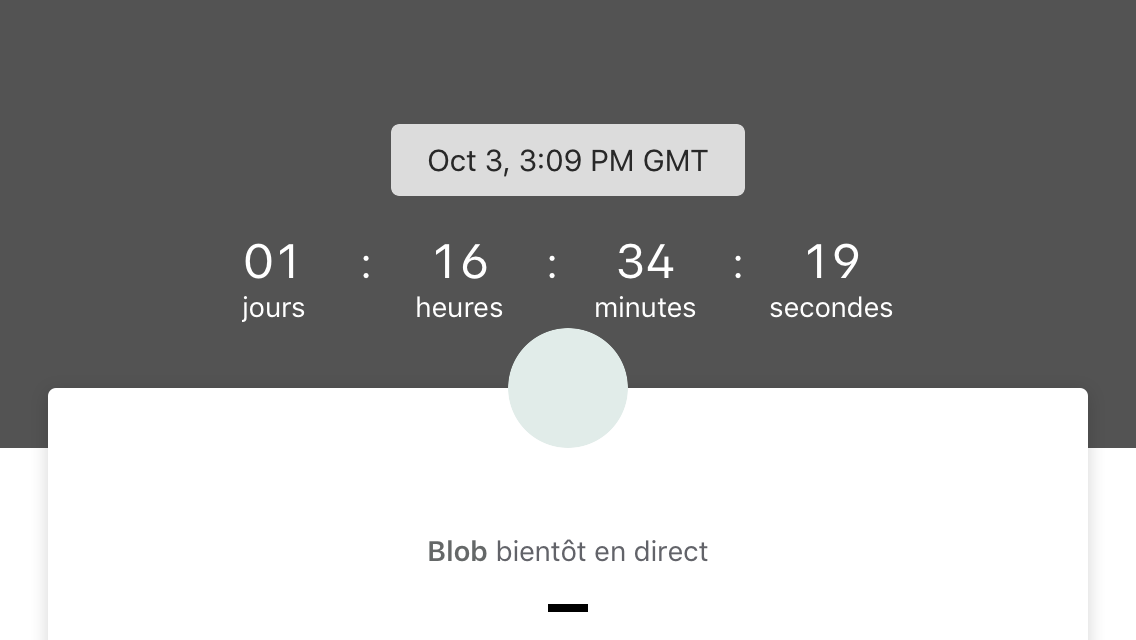 Oct 3, 3:09 PM GMT
01 : 16 : 34 : 19
jours heures minutes secondes
Blob bientôt en direct